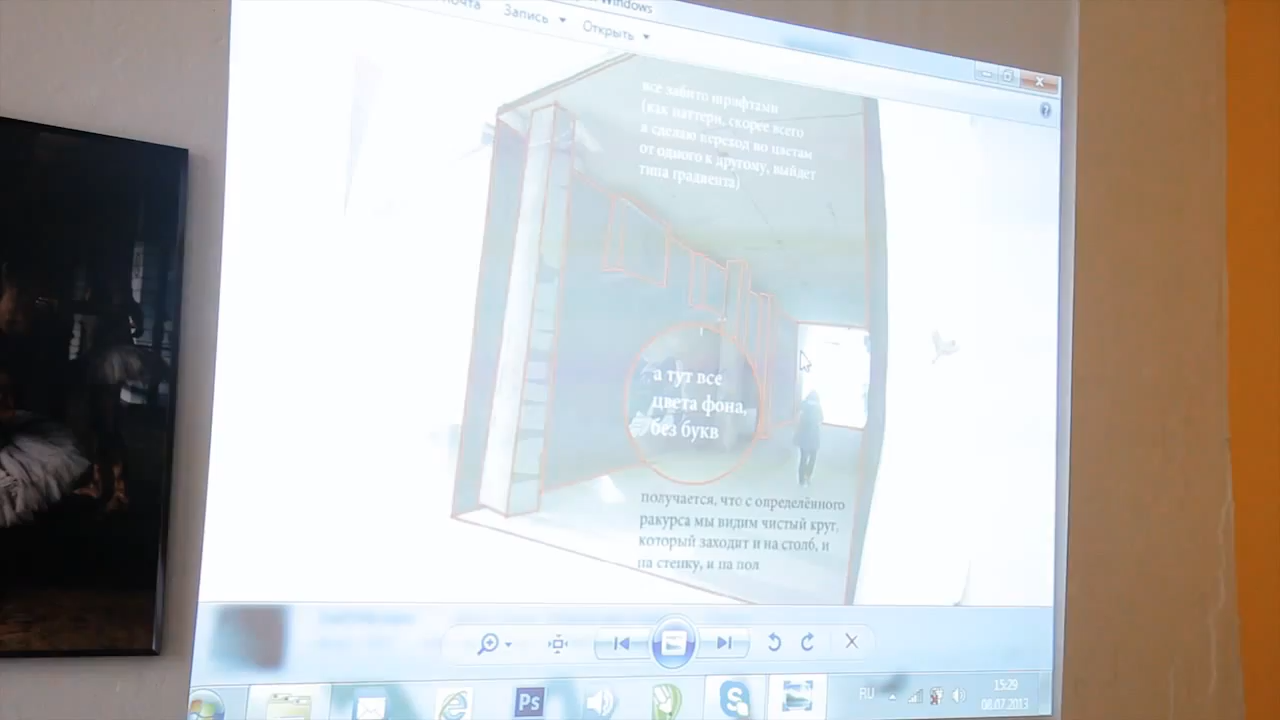 почта
Запись
Открыть
Windows
все забито шрифтами
(как паттерн, скорее всего
я сделаю переход во цветам
от одного к другому, выйдет
типа градиента)
а тут все
цвета фона,
без букв
получается, что с определённого
ракурса мы видим чистый круг,
который заходит и на столб, и
на стенку, и на пол
Ps
RU
15:29
08.07.2013